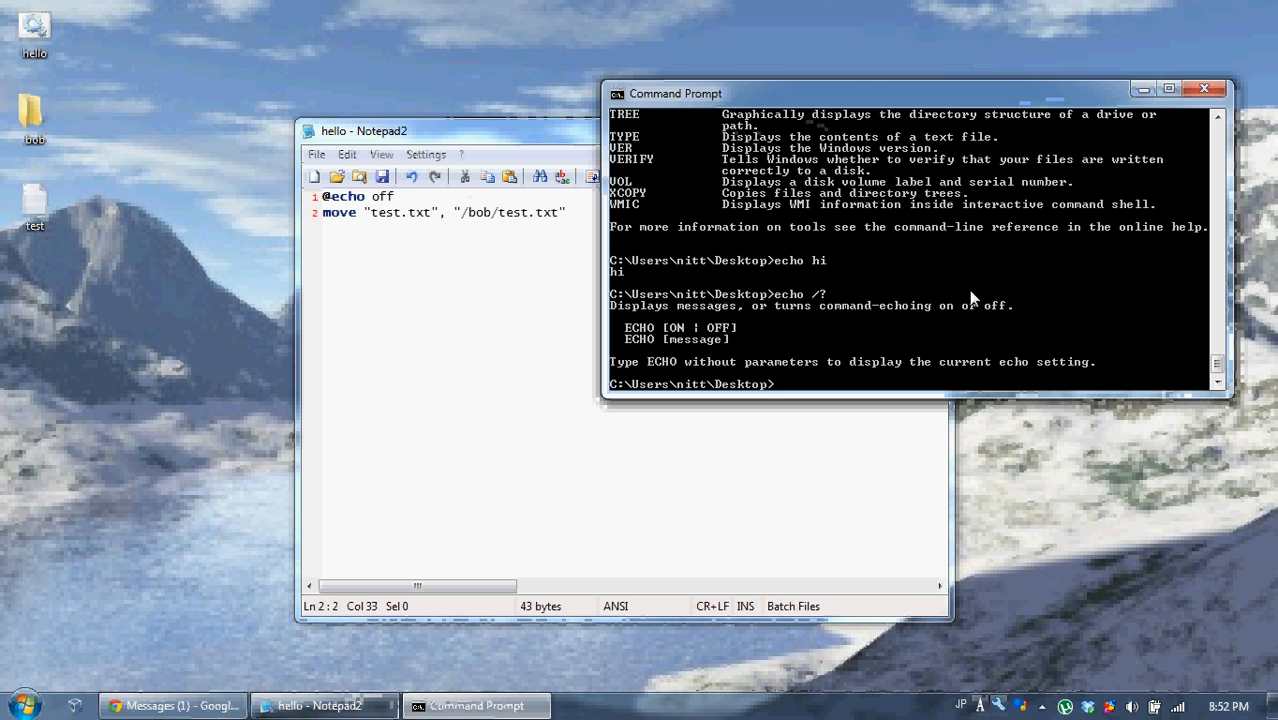 hello
bob
test
hello - Notepad2
File Edit View Settings ?
1 @echo off
2 move "test.txt", "/bob/test.txt"
Ln 2 : 2 Col 33 Sel 0 43 bytes ANSI CR+LF INS Batch Files
Command Prompt
TREE Graphically displays the directory structure of a drive or
path.
TYPE Displays the contents of a text file.
VER Displays the Windows version.
VERIFY Tells Windows whether to verify that your files are written
correctly to a disk.
VOL Displays a disk volume label and serial number.
XCOPY Copies files and directory trees.
WMIC Displays WMI information inside interactive command shell.
For more information on tools see the command-line reference in the online help.
C:\Users\nitt\Desktop>echo hi
hi
C:\Users\nitt\Desktop>echo /?
Displays messages, or turns command-echoing on or off.
ECHO [ON | OFF]
ECHO [message]
Type ECHO without parameters to display the current echo setting.
C:\Users\nitt\Desktop>
Messages (1) - Googl...
hello - Notepad2
Command Prompt
JP
8:52 PM